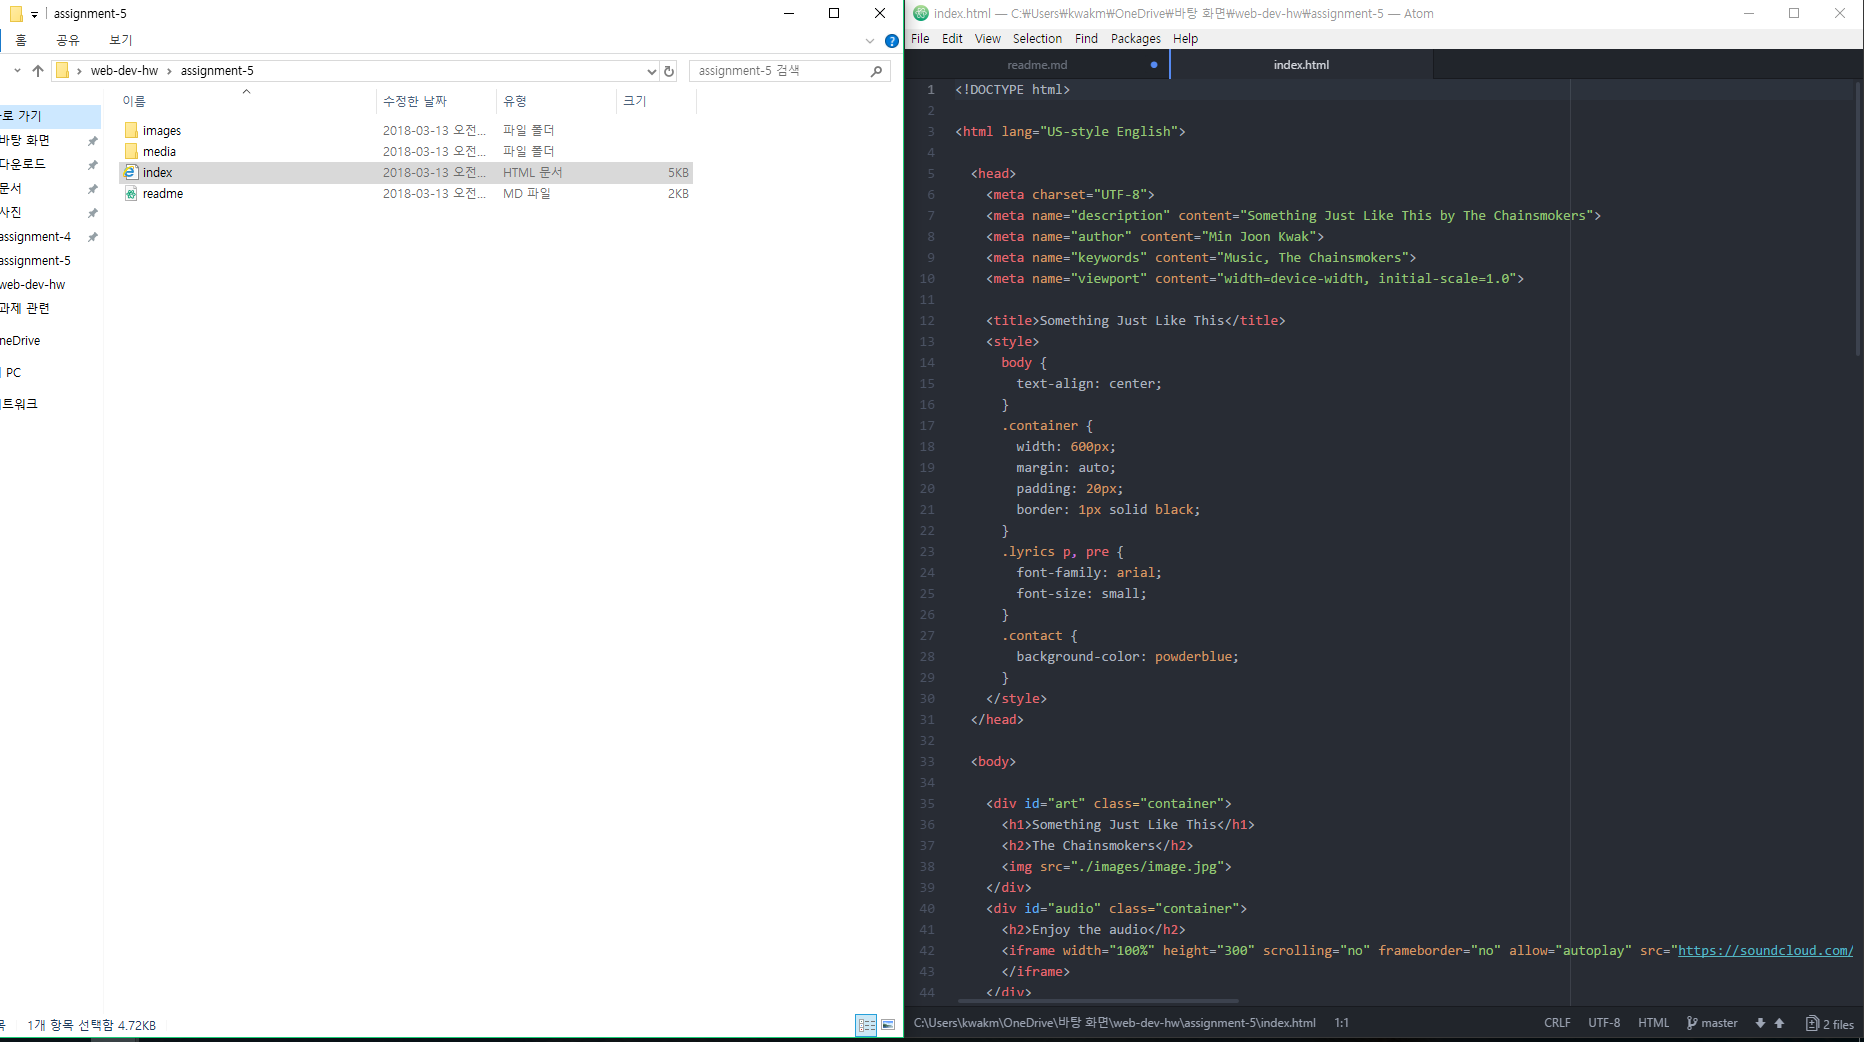 assignment-5
홈 공유 보기
web-dev-hw › assignment-5
assignment-5 검색
이름 수정한 날짜 유형 크기
images 2018-03-13 오전... 파일 폴더
media 2018-03-13 오전... 파일 폴더
index 2018-03-13 오전... HTML 문서 5KB
readme 2018-03-13 오전... MD 파일 2KB
로 가기
바탕 화면
다운로드
문서
사진
assignment-4
assignment-5
web-dev-hw
과제 관련
neDrive
PC
트워크
1개 항목 선택함 4.72KB
index.html — C:₩Users₩kwakm₩OneDrive₩바탕 화면₩web-dev-hw₩assignment-5 — Atom
File Edit View Selection Find Packages Help
readme.md index.html
1 <!DOCTYPE html>
2
3 <html lang="US-style English">
4
5 <head>
6 <meta charset="UTF-8">
7 <meta name="description" content="Something Just Like This by The Chainsmokers">
8 <meta name="author" content="Min Joon Kwak">
9 <meta name="keywords" content="Music, The Chainsmokers">
10 <meta name="viewport" content="width=device-width, initial-scale=1.0">
11
12 <title>Something Just Like This</title>
13 <style>
14 body {
15 text-align: center;
16 }
17 .container {
18 width: 600px;
19 margin: auto;
20 padding: 20px;
21 border: 1px solid black;
22 }
23 .lyrics p, pre {
24 font-family: arial;
25 font-size: small;
26 }
27 .contact {
28 background-color: powderblue;
29 }
30 </style>
31 </head>
32
33 <body>
34
35 <div id="art" class="container">
36 <h1>Something Just Like This</h1>
37 <h2>The Chainsmokers</h2>
38 <img src="./images/image.jpg">
39 </div>
40 <div id="audio" class="container">
41 <h2>Enjoy the audio</h2>
42 <iframe width="100%" height="300" scrolling="no" frameborder="no" allow="autoplay" src="https://soundcloud.com/
43 </iframe>
44 </div>
C:\Users\kwakm\OneDrive\바탕 화면\web-dev-hw\assignment-5\index.html 1:1 CRLF UTF-8 HTML master 2 files